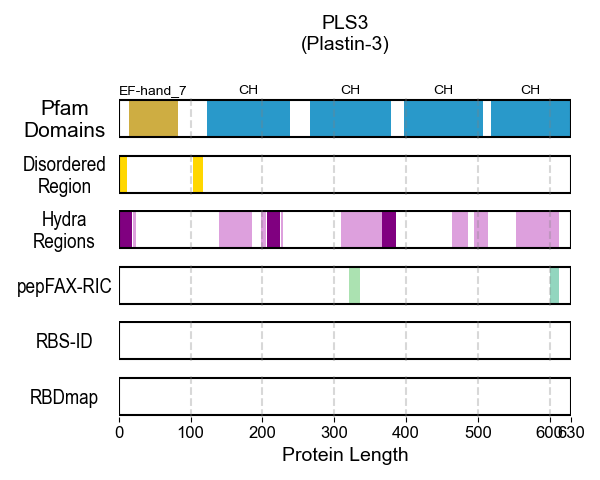 PLS3
(Plastin-3)
EF-hand_7 CH CH CH CH
Pfam
Domains
Disordered
Region
Hydra
Regions
pepFAX-RIC
RBS-ID
RBDmap
0 100 200 300 400 500 600 630
Protein Length